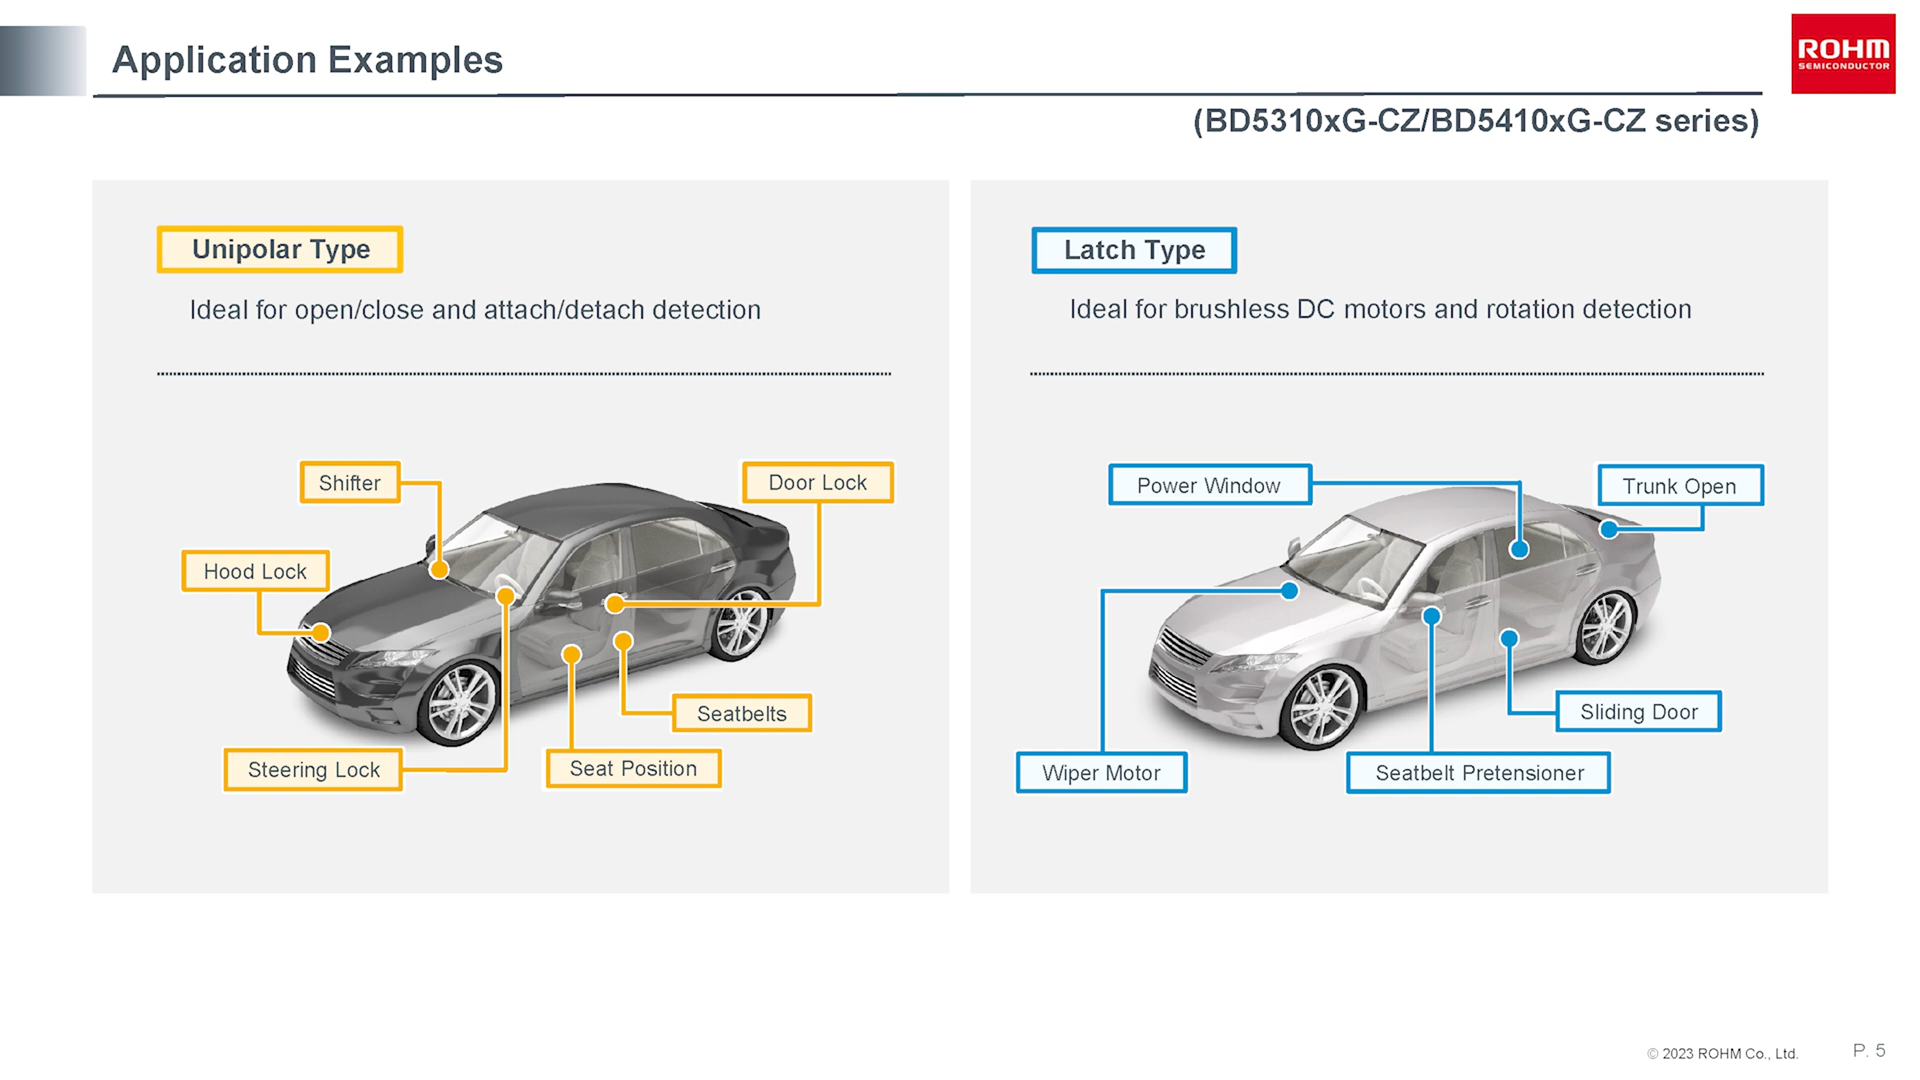 Application Examples
ROHM
SEMICONDUCTOR
(BD5310xG-CZ/BD5410xG-CZ series)
Unipolar Type
Ideal for open/close and attach/detach detection
Shifter
Door Lock
Hood Lock
Seatbelts
Steering Lock
Seat Position
Latch Type
Ideal for brushless DC motors and rotation detection
Power Window
Trunk Open
Sliding Door
Wiper Motor
Seatbelt Pretensioner
© 2023 ROHM Co., Ltd.
P. 5